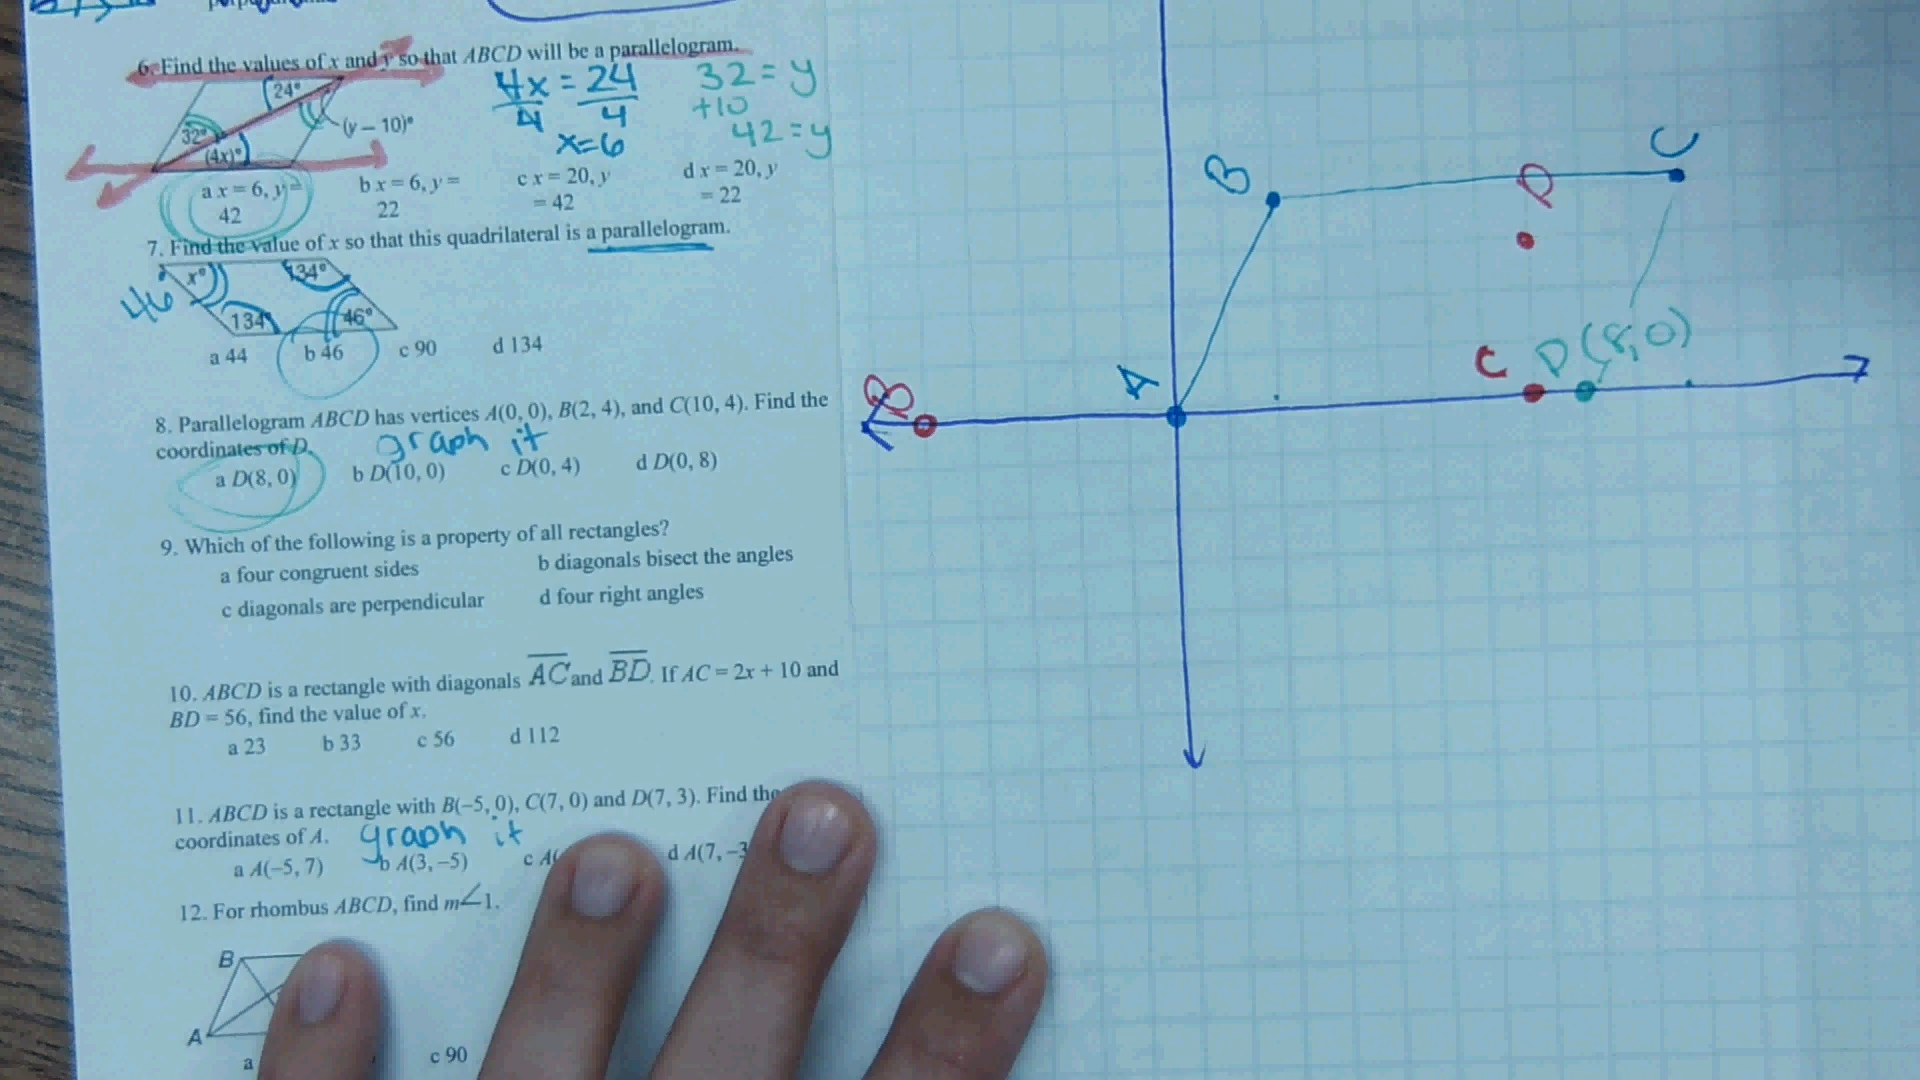 6. Find the values of x and y so that ABCD will be a parallelogram.
24°
32°
(4x)°
(y – 10)°
4x = 24
4 4
x=6
32 = y
+10
42 = y
a x = 6, y =
42
b x = 6, y =
22
c x = 20, y
= 42
d x = 20, y
= 22
7. Find the value of x so that this quadrilateral is a parallelogram.
x°
134°
46
134°
46°
a 44 b 46 c 90 d 134
8. Parallelogram ABCD has vertices A(0, 0), B(2, 4), and C(10, 4). Find the
coordinates of D.
graph it
a D(8, 0) b D(10, 0) c D(0, 4) d D(0, 8)
9. Which of the following is a property of all rectangles?
a four congruent sides b diagonals bisect the angles
c diagonals are perpendicular d four right angles
10. ABCD is a rectangle with diagonals AC and BD. If AC = 2x + 10 and
BD = 56, find the value of x.
a 23 b 33 c 56 d 112
11. ABCD is a rectangle with B(–5, 0), C(7, 0) and D(7, 3). Find the
coordinates of A.
graph it
a A(–5, 7) b A(3, –5) c A( d A(7, –3
12. For rhombus ABCD, find m∠1.
B
A
a c 90
B
C
D
A
B
C
D(8,0)